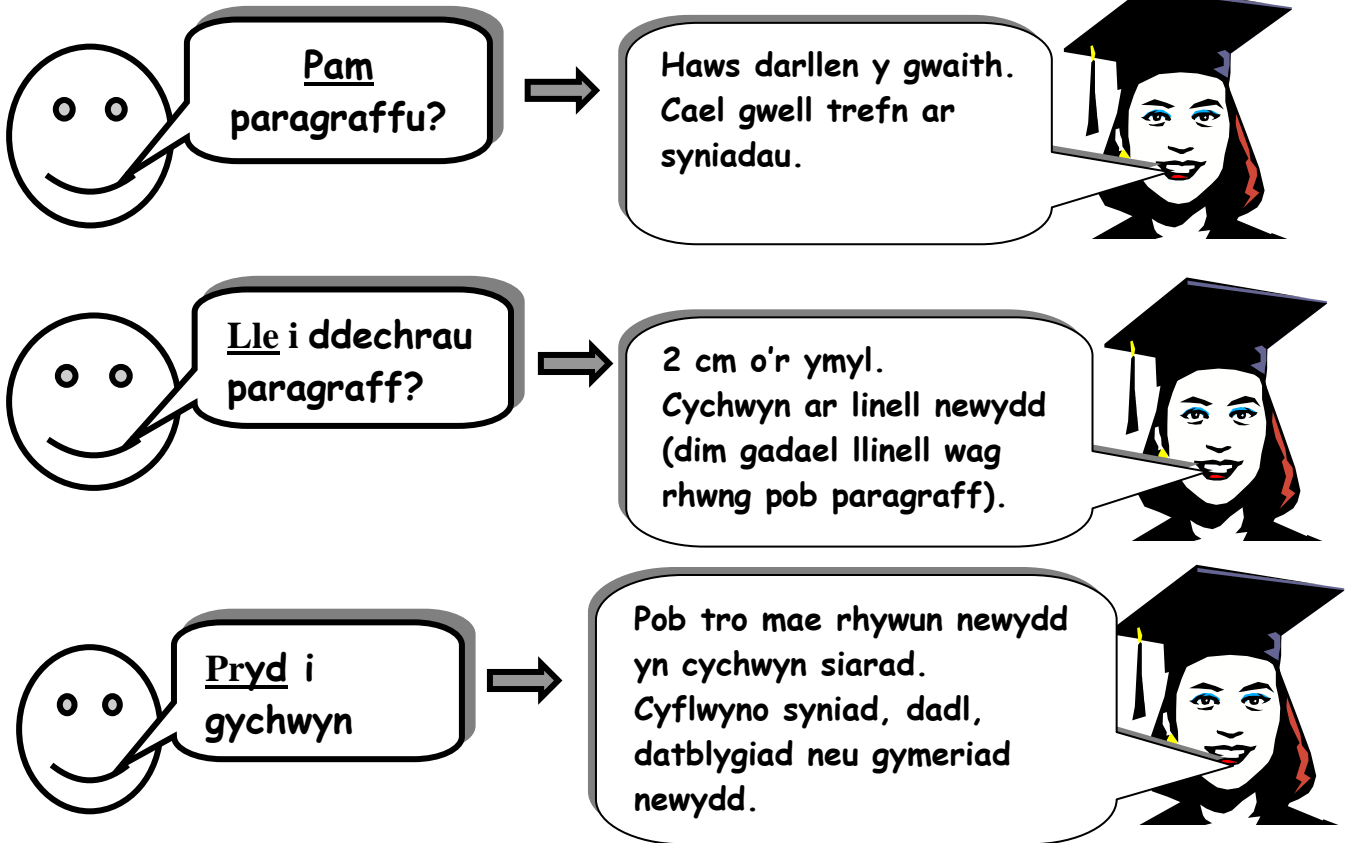 Pam
paragraffu?
Haws darllen y gwaith.
Cael gwell trefn ar
syniadau.
Lle i ddechrau
paragraff?
2 cm o'r ymyl.
Cychwyn ar linell newydd
(dim gadael llinell wag
rhwng pob paragraff).
Pryd i
gychwyn
Pob tro mae rhywun newydd
yn cychwyn siarad.
Cyflwyno syniad, dadl,
datblygiad neu gymeriad
newydd.